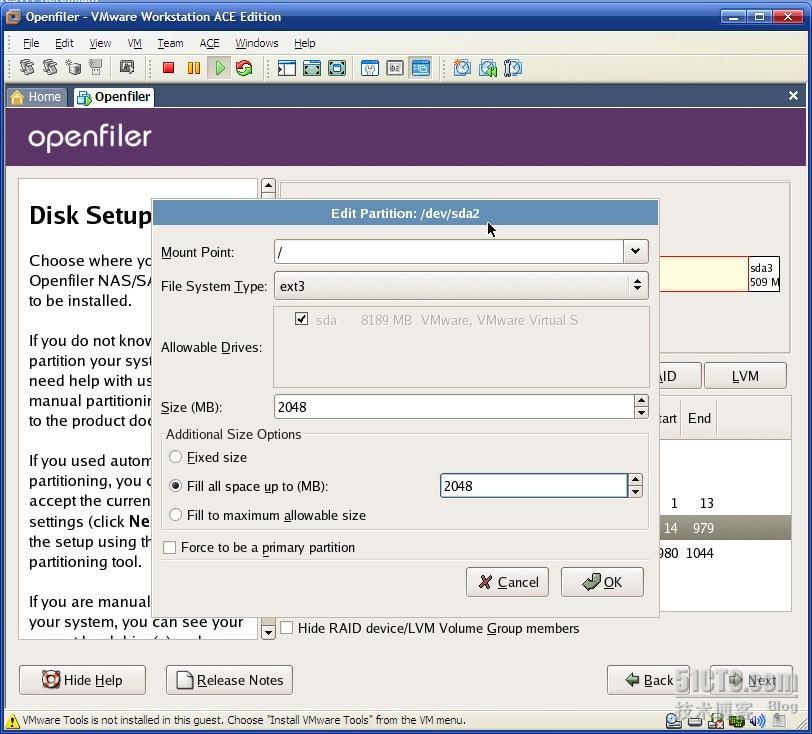 Openfiler - VMware Workstation ACE Edition
File Edit View VM Team ACE Windows Help
Home Openfiler
openfiler
Disk Setup
Choose where yo
Openfiler NAS/SA
to be installed.
If you do not know
partition your syst
need help with us
manual partitionin
to the product doc
If you used autom
partitioning, you c
accept the current
settings (click Ne
the setup using th
partitioning tool.
If you are manual
your system, you can see your
Edit Partition: /dev/sda2
Mount Point: /
File System Type: ext3
Allowable Drives:
sda 8189 MB VMware, VMware Virtual S
Size (MB): 2048
Additional Size Options
Fixed size
Fill all space up to (MB): 2048
Fill to maximum allowable size
Force to be a primary partition
Cancel OK
sda3
509 M
AID LVM
tart End
1 13
14 979
980 1044
Hide RAID device/LVM Volume Group members
Hide Help Release Notes Back Next
51CTO.com
技术博客 Blog
VMware Tools is not installed in this guest. Choose "Install VMware Tools" from the VM menu.